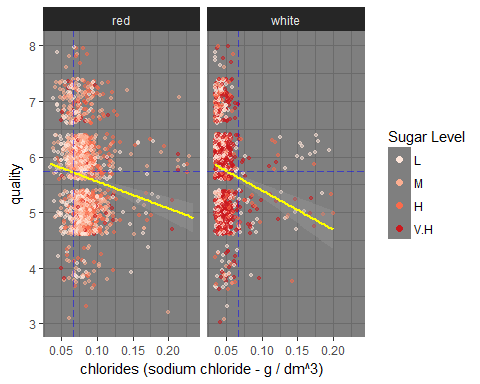 red
white
8
7
6
5
4
3
quality
0.05
0.10
0.15
0.20
0.05
0.10
0.15
0.20
chlorides (sodium chloride - g / dm^3)
Sugar Level
L
M
H
V.H